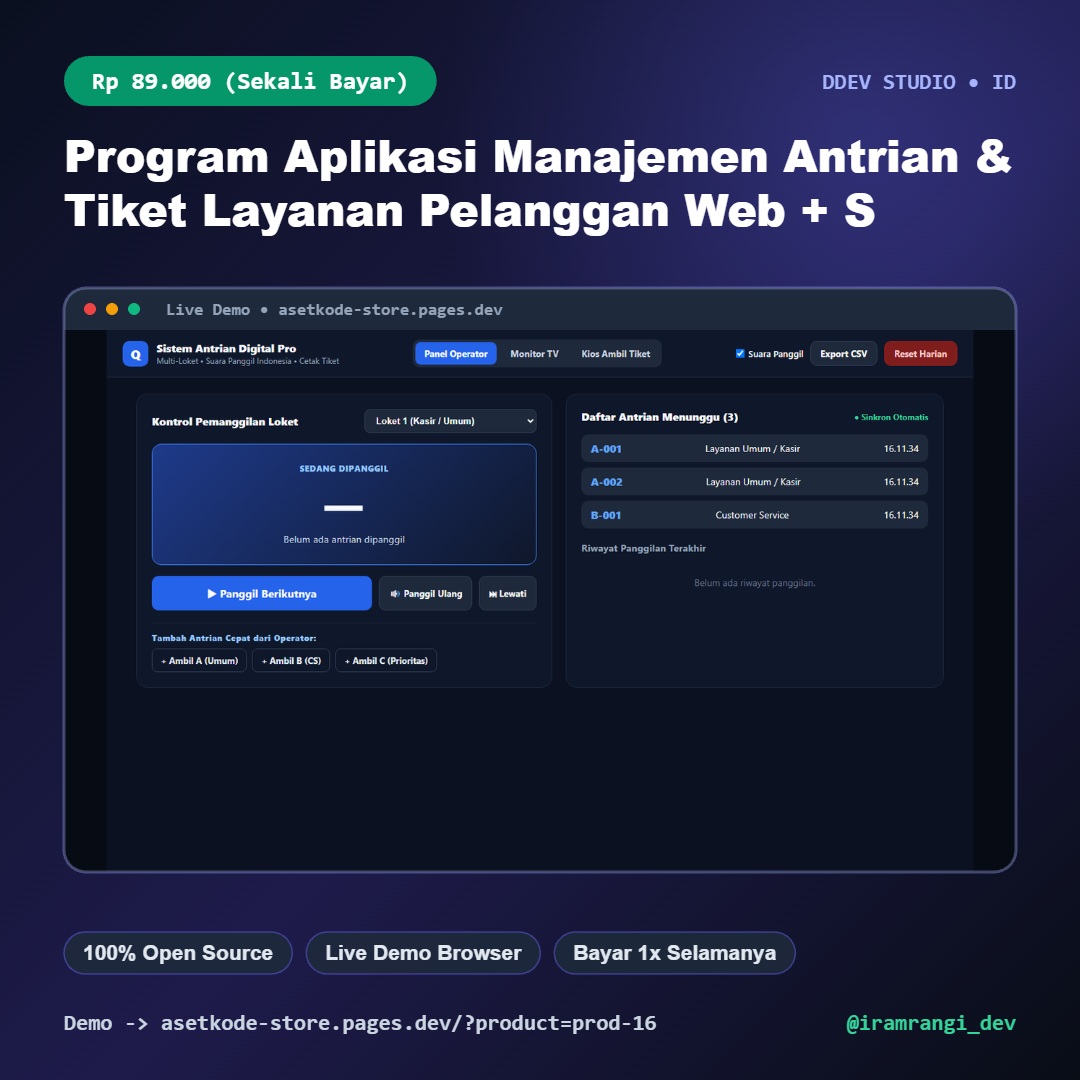 Rp 89.000 (Sekali Bayar)
DDEV STUDIO • ID
Program Aplikasi Manajemen Antrian &
Tiket Layanan Pelanggan Web + S
Live Demo • asetkode-store.pages.dev
Q
Sistem Antrian Digital Pro
Multi-Loket • Suara Panggil Indonesia • Cetak Tiket
Panel Operator
Monitor TV
Kios Ambil Tiket
Suara Panggil
Export CSV
Reset Harian
Kontrol Pemanggilan Loket
Loket 1 (Kasir / Umum)
SEDANG DIPANGGIL
Belum ada antrian dipanggil
▶ Panggil Berikutnya
🔊 Panggil Ulang
⏭ Lewati
Tambah Antrian Cepat dari Operator:
+ Ambil A (Umum)
+ Ambil B (CS)
+ Ambil C (Prioritas)
Daftar Antrian Menunggu (3)
● Sinkron Otomatis
A-001 Layanan Umum / Kasir 16.11.34
A-002 Layanan Umum / Kasir 16.11.34
B-001 Customer Service 16.11.34
Riwayat Panggilan Terakhir
Belum ada riwayat panggilan.
100% Open Source
Live Demo Browser
Bayar 1x Selamanya
Demo -> asetkode-store.pages.dev/?product=prod-16
@iramrangi_dev